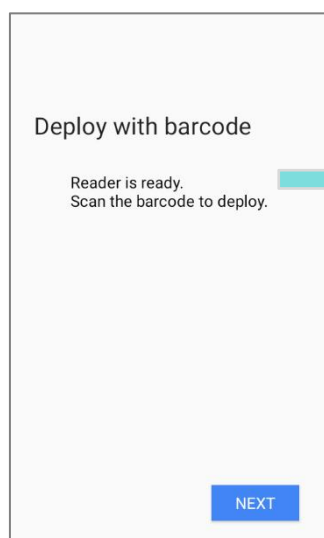 Deploy with barcode
Reader is ready.
Scan the barcode to deploy.
NEXT